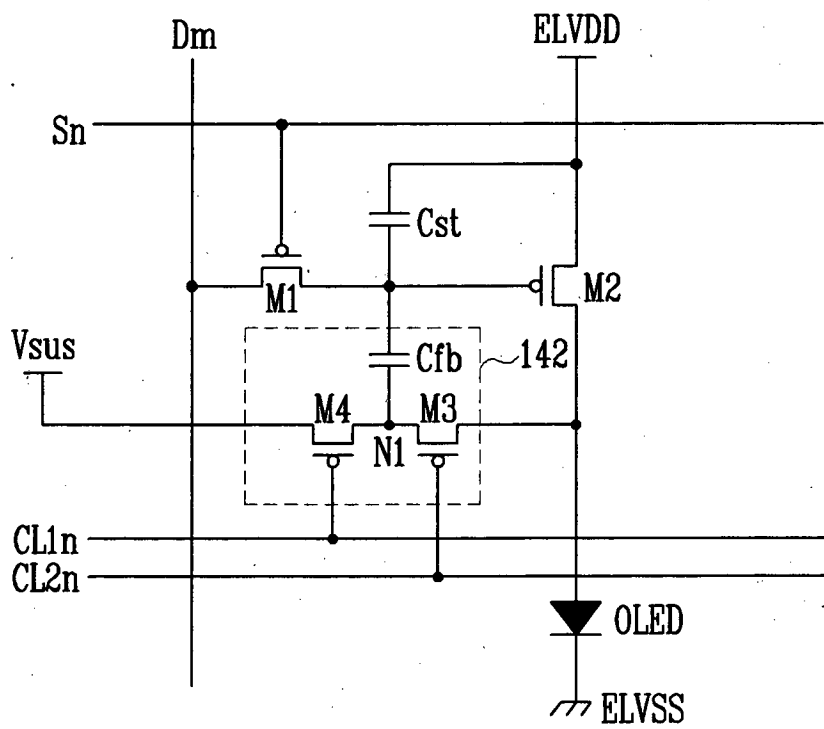 Dm
ELVDD
Sn
Cst
M1
M2
Vsus
Cfb
142
M4
M3
N1
CL1n
CL2n
OLED
ELVSS